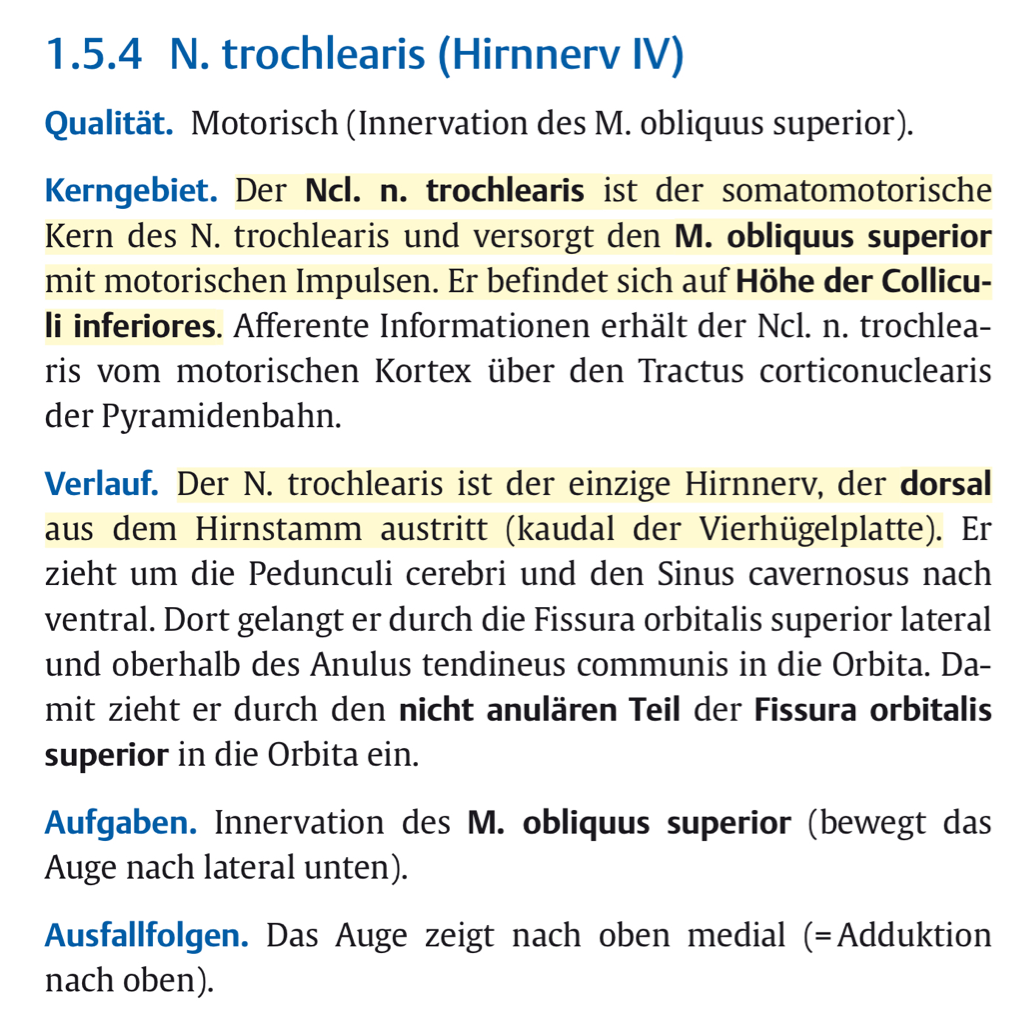 1.5.4 N. trochlearis (Hirnnerv IV)
Qualität. Motorisch (Innervation des M. obliquus superior).
Kerngebiet. Der Ncl. n. trochlearis ist der somatomotorische
Kern des N. trochlearis und versorgt den M. obliquus superior
mit motorischen Impulsen. Er befindet sich auf Höhe der Collicu-
li inferiores. Afferente Informationen erhält der Ncl. n. trochlea-
ris vom motorischen Kortex über den Tractus corticonuclearis
der Pyramidenbahn.
Verlauf. Der N. trochlearis ist der einzige Hirnnerv, der dorsal
aus dem Hirnstamm austritt (kaudal der Vierhügelplatte). Er
zieht um die Pedunculi cerebri und den Sinus cavernosus nach
ventral. Dort gelangt er durch die Fissura orbitalis superior lateral
und oberhalb des Anulus tendineus communis in die Orbita. Da-
mit zieht er durch den nicht anulären Teil der Fissura orbitalis
superior in die Orbita ein.
Aufgaben. Innervation des M. obliquus superior (bewegt das
Auge nach lateral unten).
Ausfallfolgen. Das Auge zeigt nach oben medial (= Adduktion
nach oben).